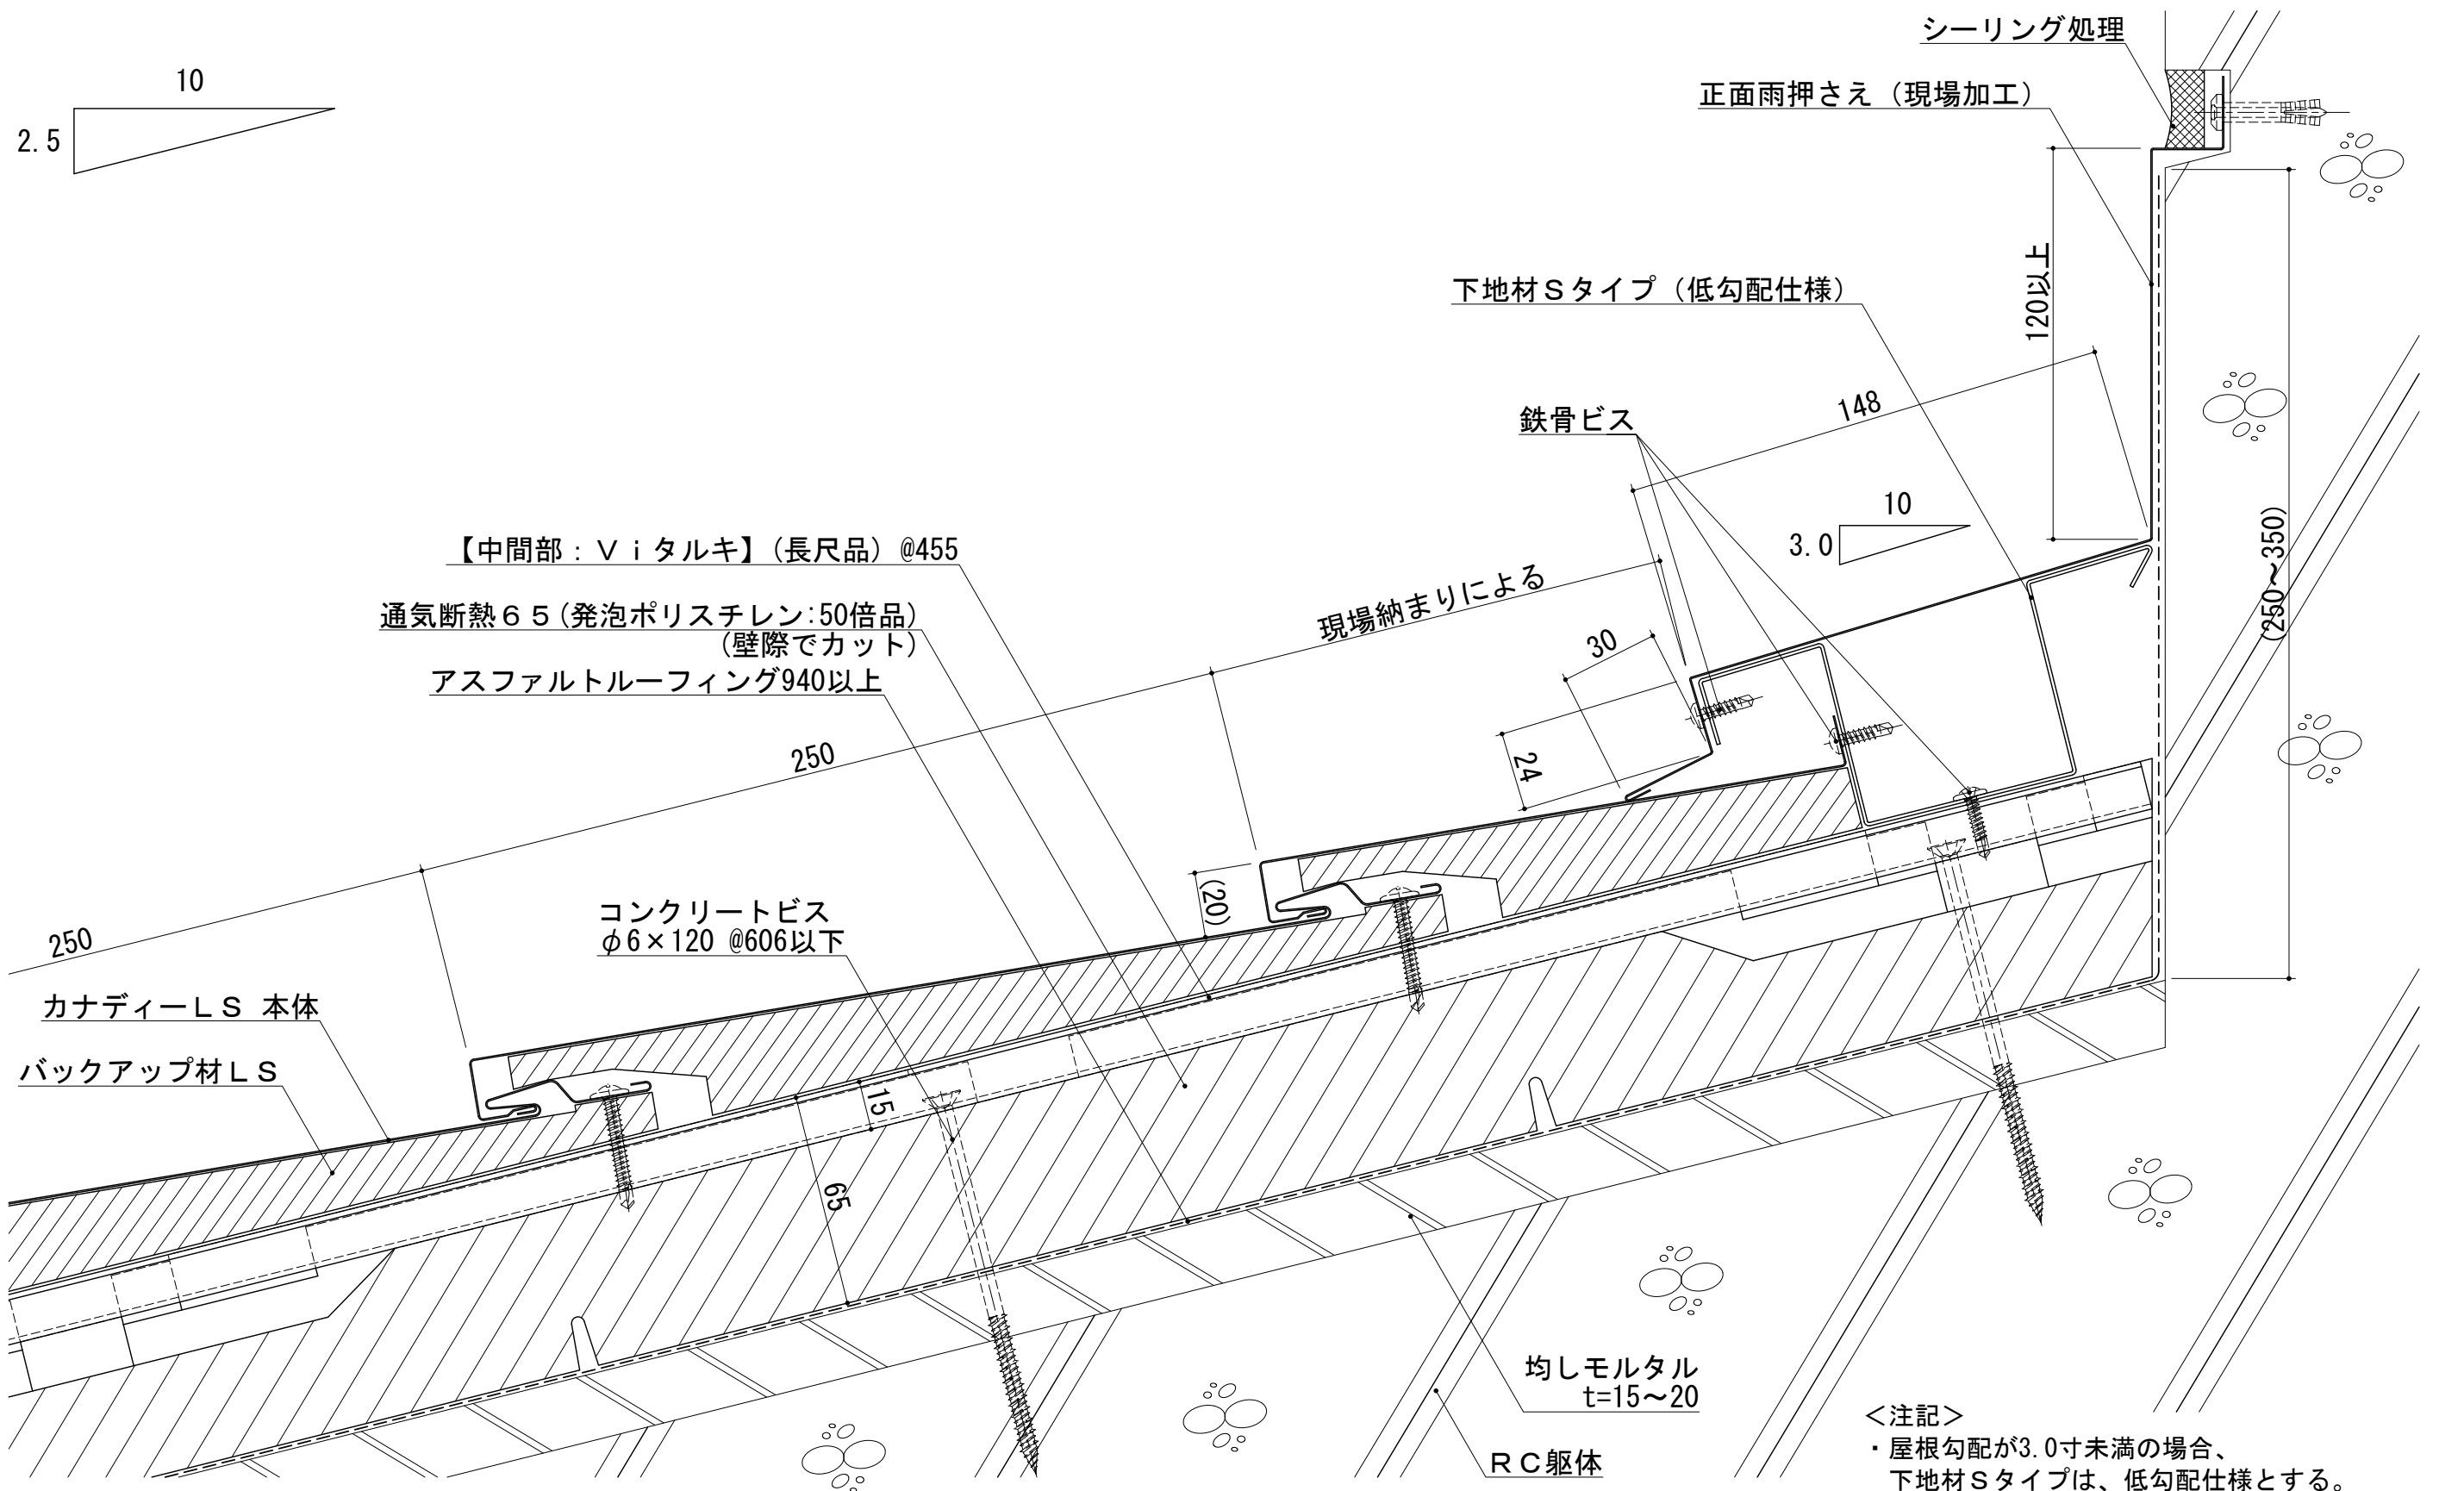 シーリング処理
10
正面雨押さえ（現場加工）
2.5
120以上
下地材Ｓタイプ（低勾配仕様）
148
鉄骨ビス
10
3.0
(250～350)
【中間部：Ｖｉタルキ】(長尺品) @455
現場納まりによる
通気断熱６５(発泡ポリスチレン:50倍品)
(壁際でカット)
30
アスファルトルーフィング940以上
24
250
(20)
コンクリートビス
φ6×120 @606以下
250
カナディーＬＳ 本体
バックアップ材ＬＳ
15
65
均しモルタル
t=15～20
ＲＣ躯体
＜注記＞
・屋根勾配が3.0寸未満の場合、
下地材Ｓタイプは、低勾配仕様とする。